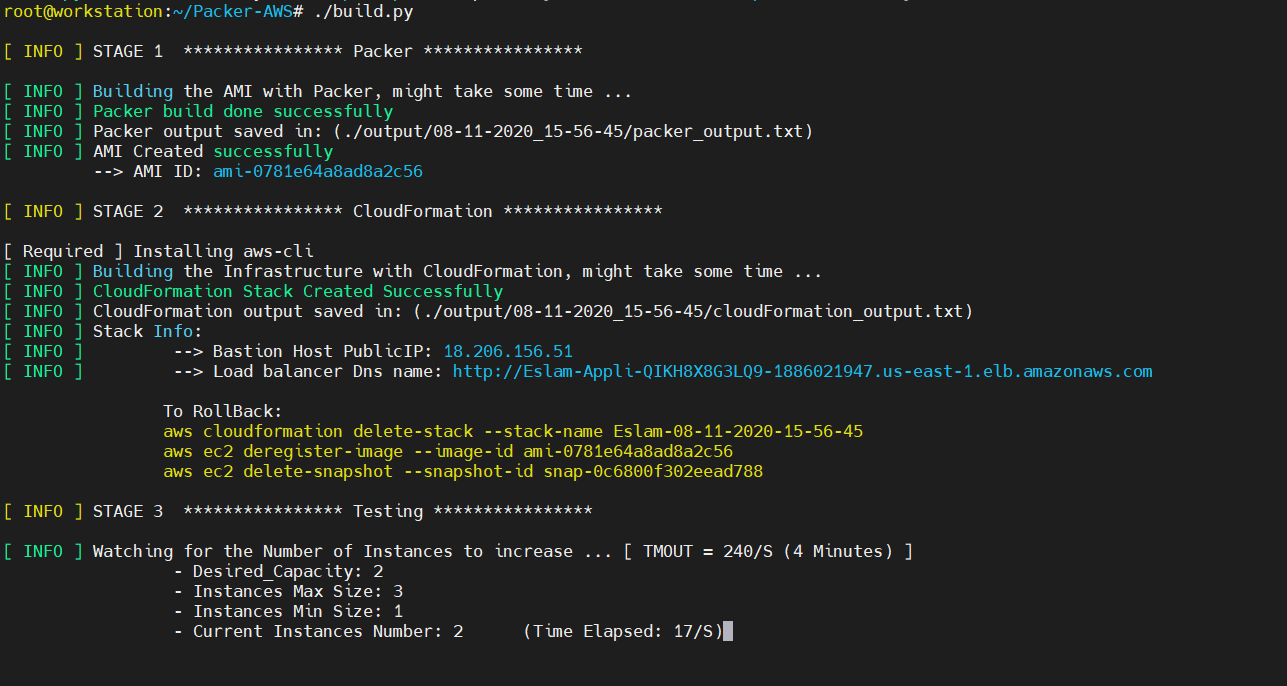 root@workstation:~/Packer-AWS# ./build.py
[ INFO ] STAGE 1 **************** Packer ****************
[ INFO ] Building the AMI with Packer, might take some time ...
[ INFO ] Packer build done successfully
[ INFO ] Packer output saved in: (./output/08-11-2020_15-56-45/packer_output.txt)
[ INFO ] AMI Created successfully
--> AMI ID: ami-0781e64a8ad8a2c56
[ INFO ] STAGE 2 **************** CloudFormation ****************
[ Required ] Installing aws-cli
[ INFO ] Building the Infrastructure with CloudFormation, might take some time ...
[ INFO ] CloudFormation Stack Created Successfully
[ INFO ] CloudFormation output saved in: (./output/08-11-2020_15-56-45/cloudFormation_output.txt)
[ INFO ] Stack Info:
[ INFO ] --> Bastion Host PublicIP: 18.206.156.51
[ INFO ] --> Load balancer Dns name: http://Eslam-Appli-QIKH8X8G3LQ9-1886021947.us-east-1.elb.amazonaws.com
To RollBack:
aws cloudformation delete-stack --stack-name Eslam-08-11-2020-15-56-45
aws ec2 deregister-image --image-id ami-0781e64a8ad8a2c56
aws ec2 delete-snapshot --snapshot-id snap-0c6800f302eead788
[ INFO ] STAGE 3 **************** Testing ****************
[ INFO ] Watching for the Number of Instances to increase ... [ TMOUT = 240/S (4 Minutes) ]
- Desired_Capacity: 2
- Instances Max Size: 3
- Instances Min Size: 1
- Current Instances Number: 2 (Time Elapsed: 17/S)